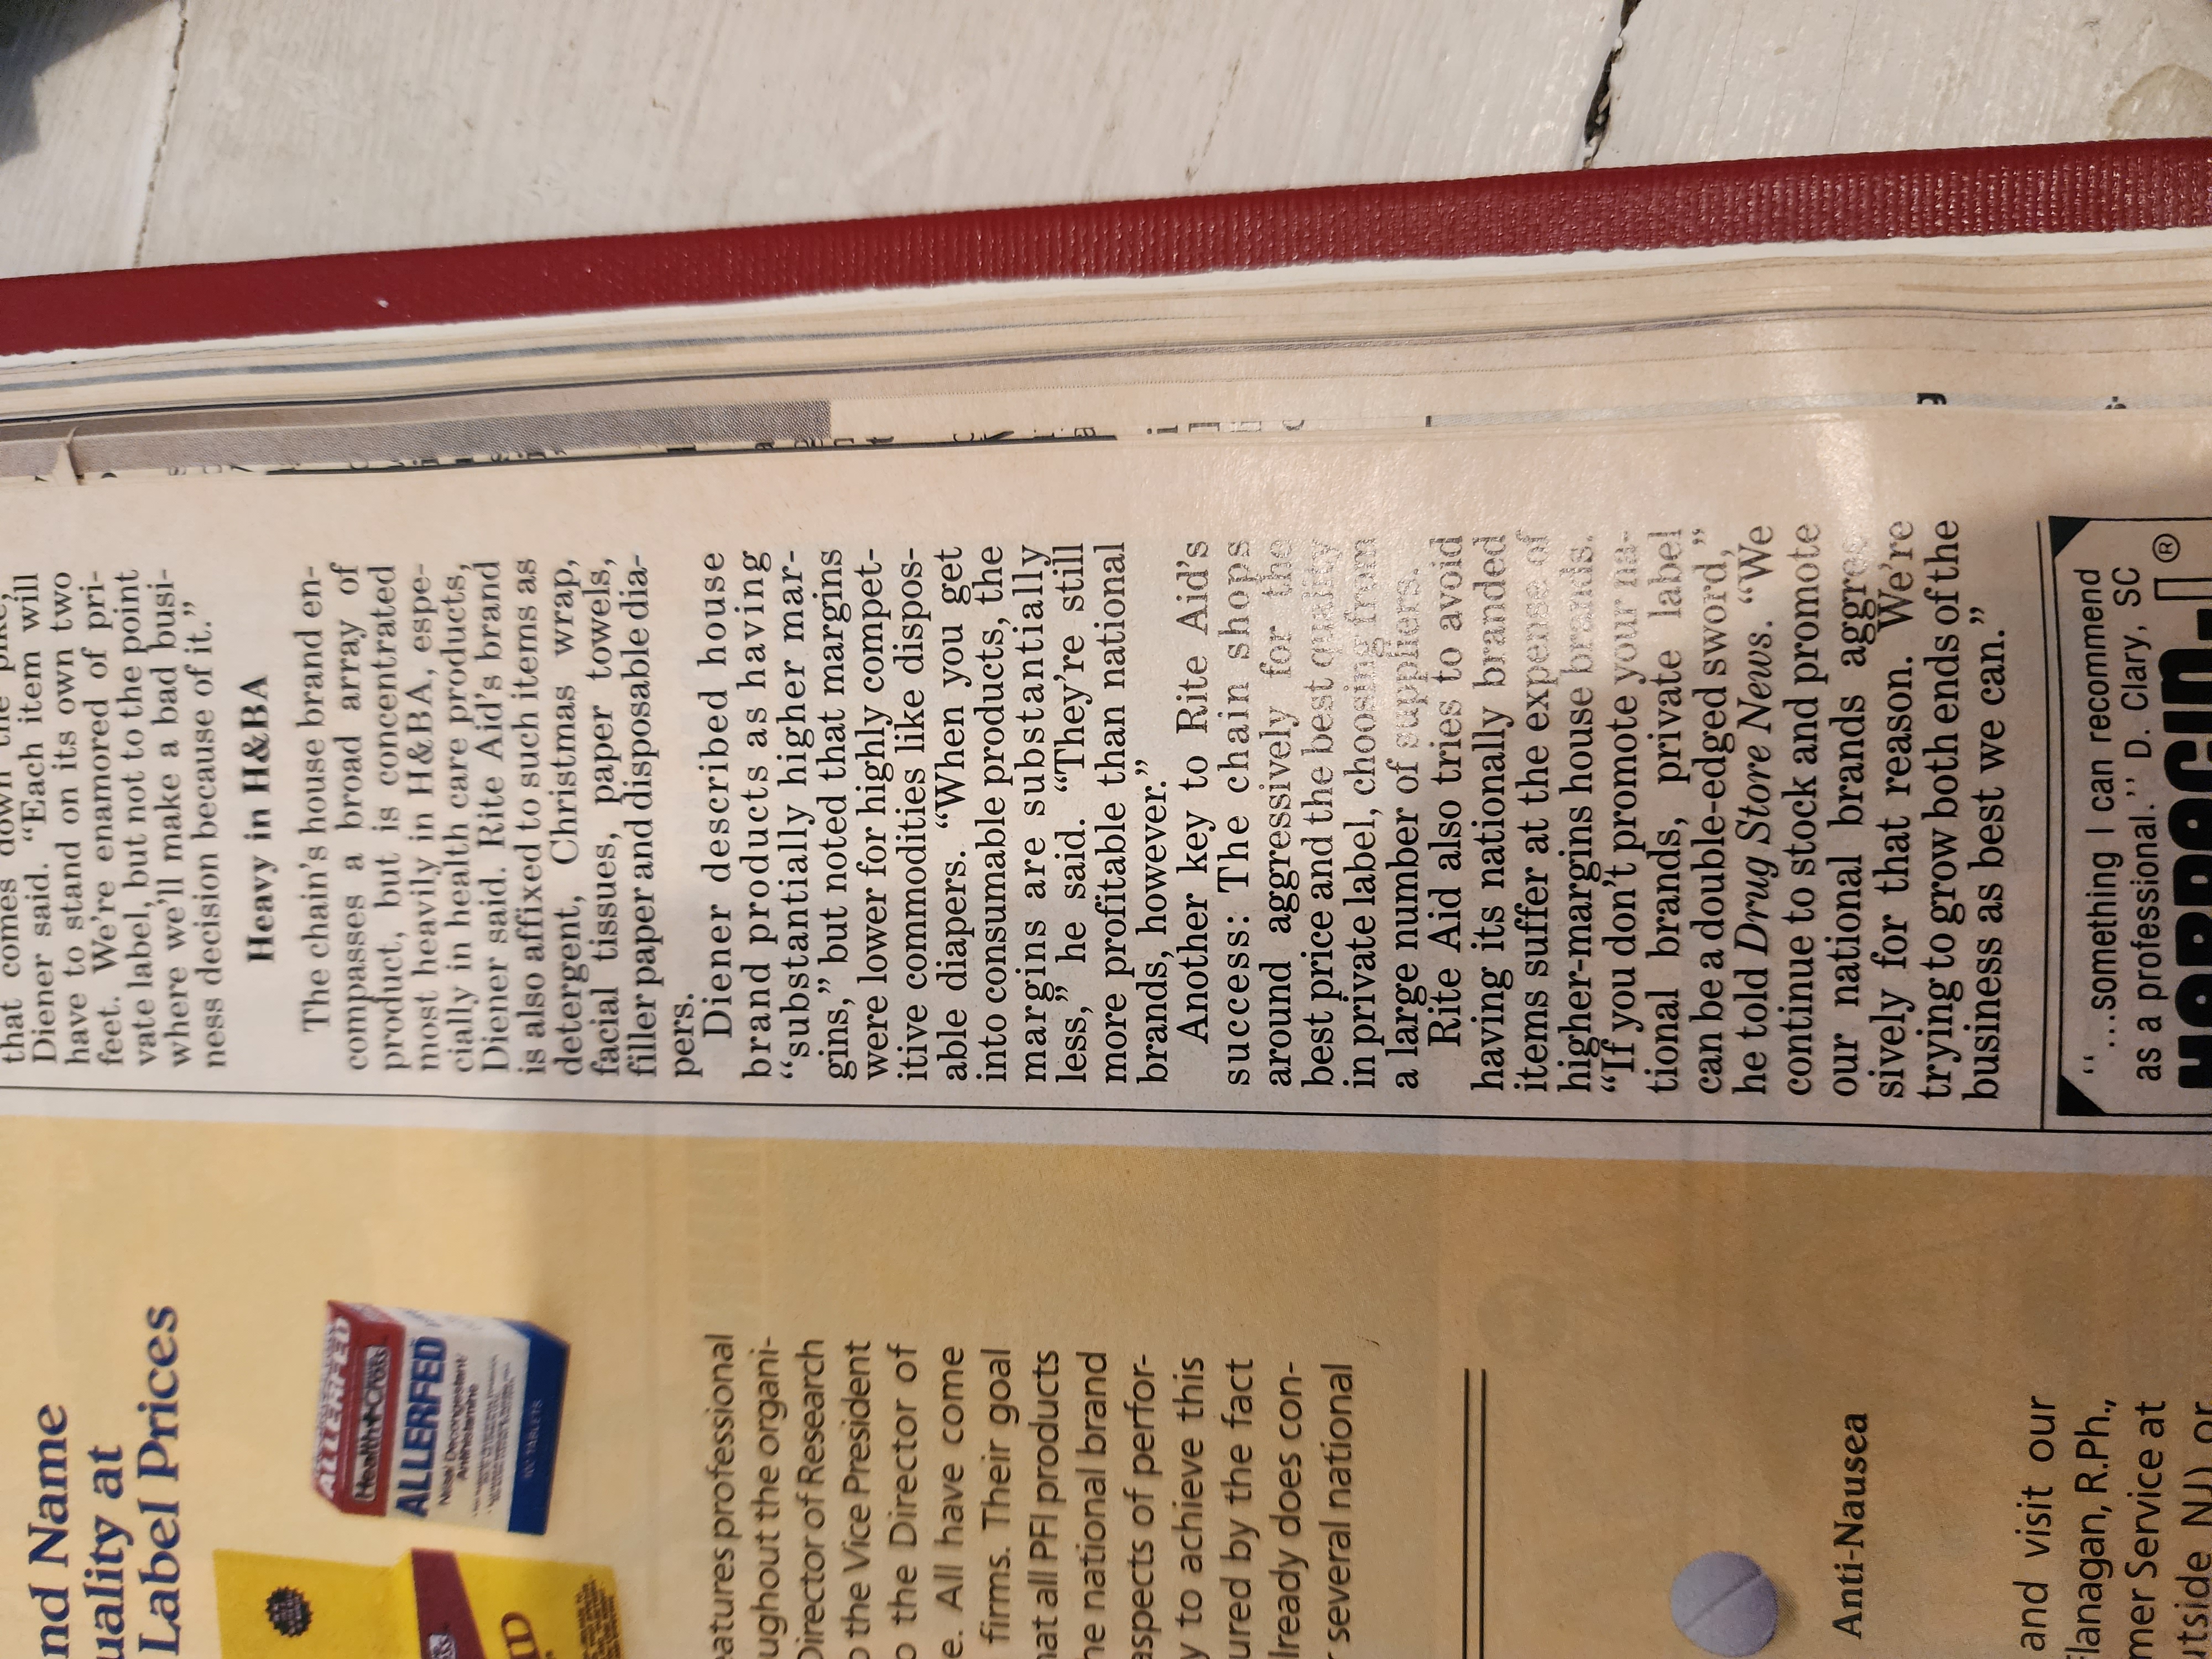 that comes down the pike,"
Diener said. "Each item will
have to stand on its own two
feet. We're enamored of pri-
vate label, but not to the point
where we'll make a bad busi-
ness decision because of it."
Heavy in H&BA
The chain's house brand en-
compasses a broad array of
product, but is concentrated
most heavily in H&BA, espe-
cially in health care products,
Diener said. Rite Aid's brand
is also affixed to such items as
detergent, Christmas wrap,
facial tissues, paper towels,
filler paper and disposable dia-
pers.
Diener described house
brand products as having
"substantially higher mar-
gins," but noted that margins
were lower for highly compet-
itive commodities like dispos-
able diapers. "When you get
into consumable products, the
margins are substantially
less," he said. "They're still
more profitable than national
brands, however."
Another key to Rite Aid's
success: The chain shops
around aggressively for the
best price and the best quality
in private label, choosing from
a large number of suppliers.
Rite Aid also tries to avoid
having its nationally branded
items suffer at the expense of
higher-margins house brands.
"If you don't promote your na-
tional brands, private label
can be a double-edged sword,"
he told Drug Store News. "We
continue to stock and promote
our national brands aggres-
sively for that reason. We're
trying to grow both ends of the
business as best we can."
"...something I can recommend
as a professional." D. Clary, SC
®
nd Name
uality at
Label Prices
ALLERFED
Health+Cross
ALLERFED
Nasal Decongestant/
Antihistamine
100 TABLETS
eatures professional
ughout the organi-
Director of Research
o the Vice President
o the Director of
e. All have come
firms. Their goal
hat all PFI products
he national brand
aspects of perfor-
y to achieve this
ured by the fact
lready does con-
r several national
Anti-Nausea
and visit our
lanagan, R.Ph.,
mer Service at
utside NJ) or